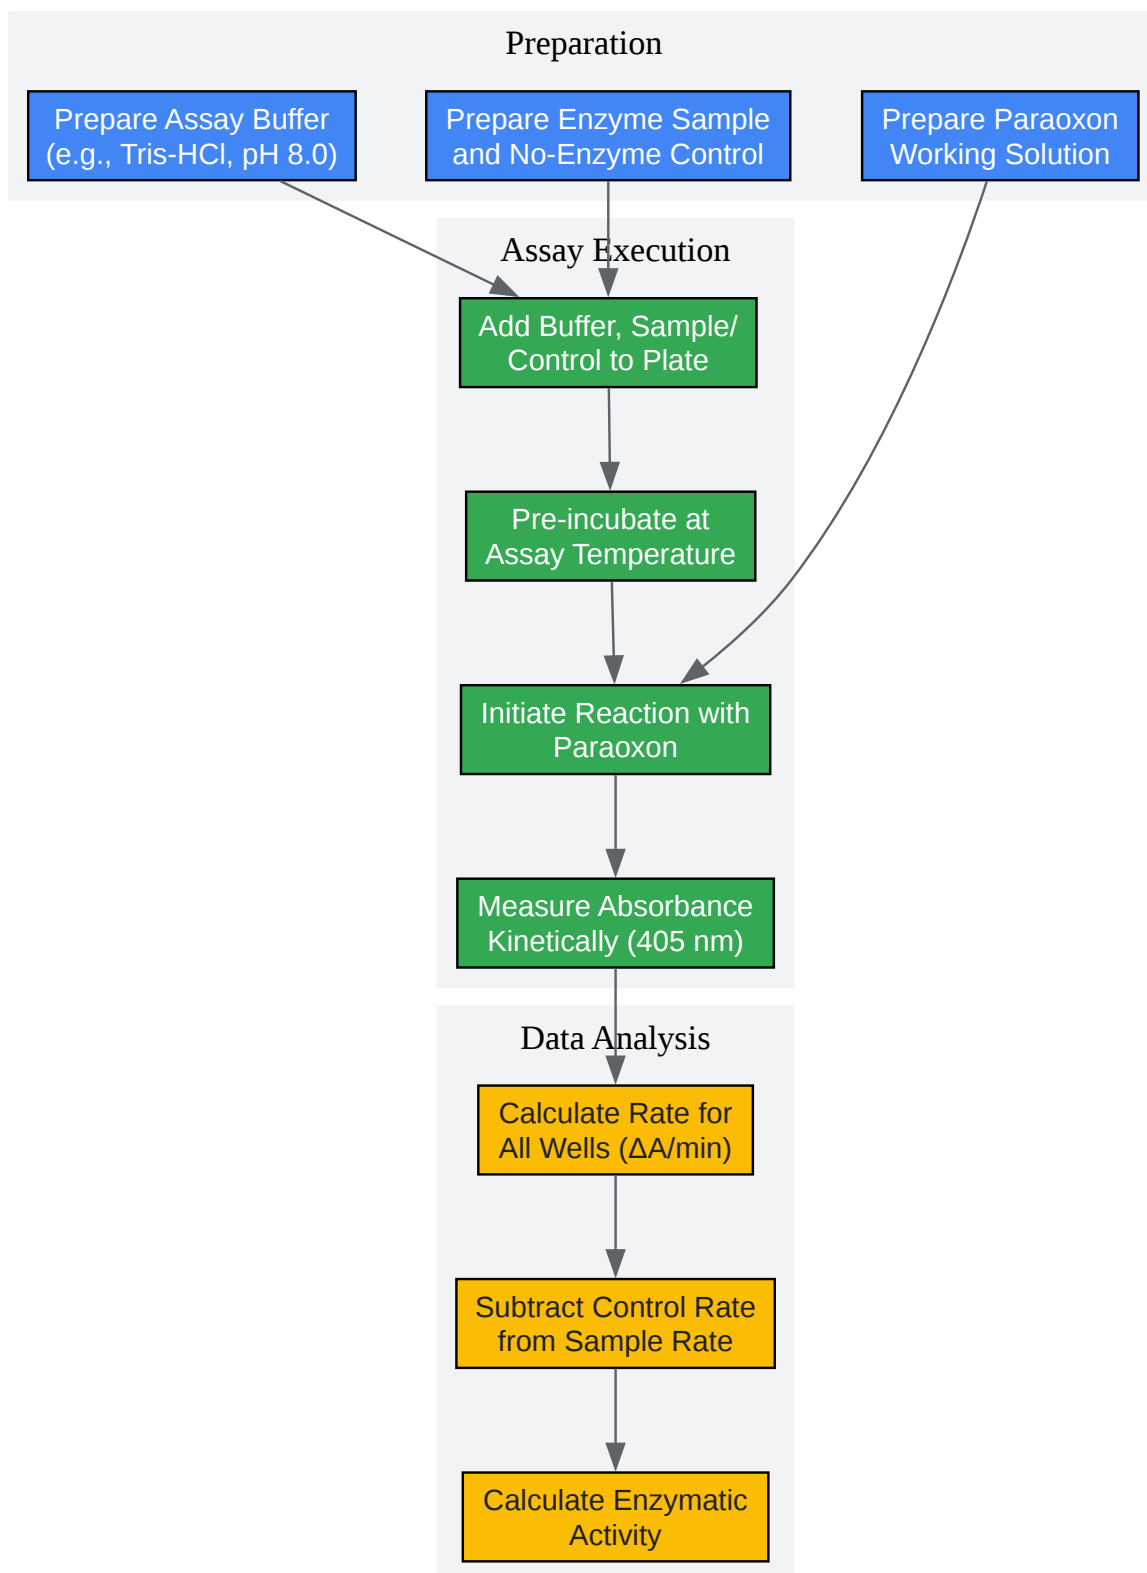 Preparation
Prepare Assay Buffer
(e.g., Tris-HCl, pH 8.0)
Prepare Enzyme Sample
and No-Enzyme Control
Prepare Paraoxon
Working Solution
Assay Execution
Add Buffer, Sample/
Control to Plate
Pre-incubate at
Assay Temperature
Initiate Reaction with
Paraoxon
Measure Absorbance
Kinetically (405 nm)
Data Analysis
Calculate Rate for
All Wells (ΔA/min)
Subtract Control Rate
from Sample Rate
Calculate Enzymatic
Activity